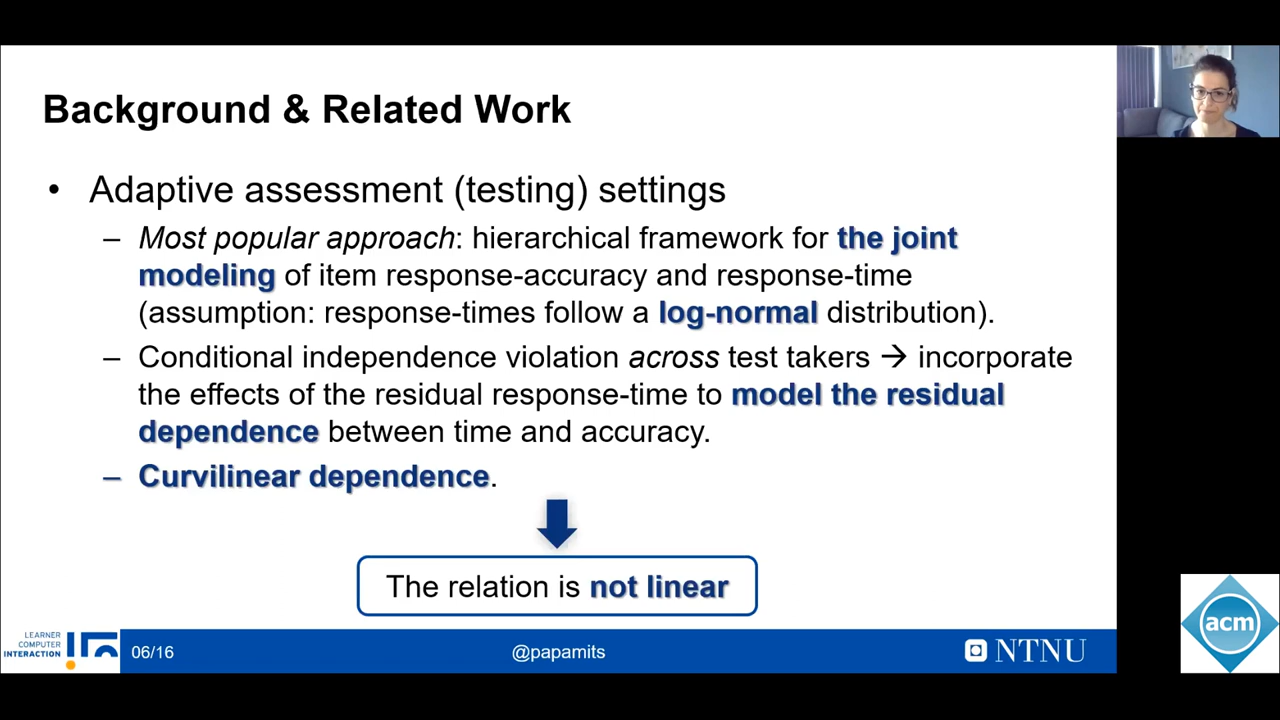 Background & Related Work
• Adaptive assessment (testing) settings
– Most popular approach: hierarchical framework for the joint
modeling of item response-accuracy and response-time
(assumption: response-times follow a log-normal distribution).
– Conditional independence violation across test takers → incorporate
the effects of the residual response-time to model the residual
dependence between time and accuracy.
– Curvilinear dependence.
The relation is not linear
LEARNER
COMPUTER
INTERACTION
06/16
@papamits
NTNU
acm